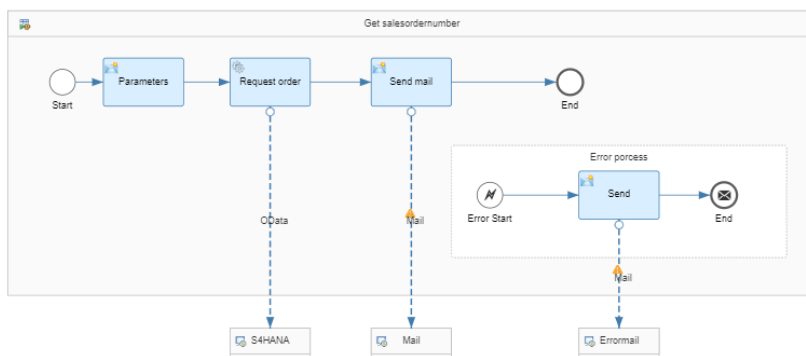 Get salesordernumber
Parameters
Request order
Send mail
Start
End
Error porcess
Send
Error Start
End
OData
Mail
Mail
S4HANA
Mail
Errormail